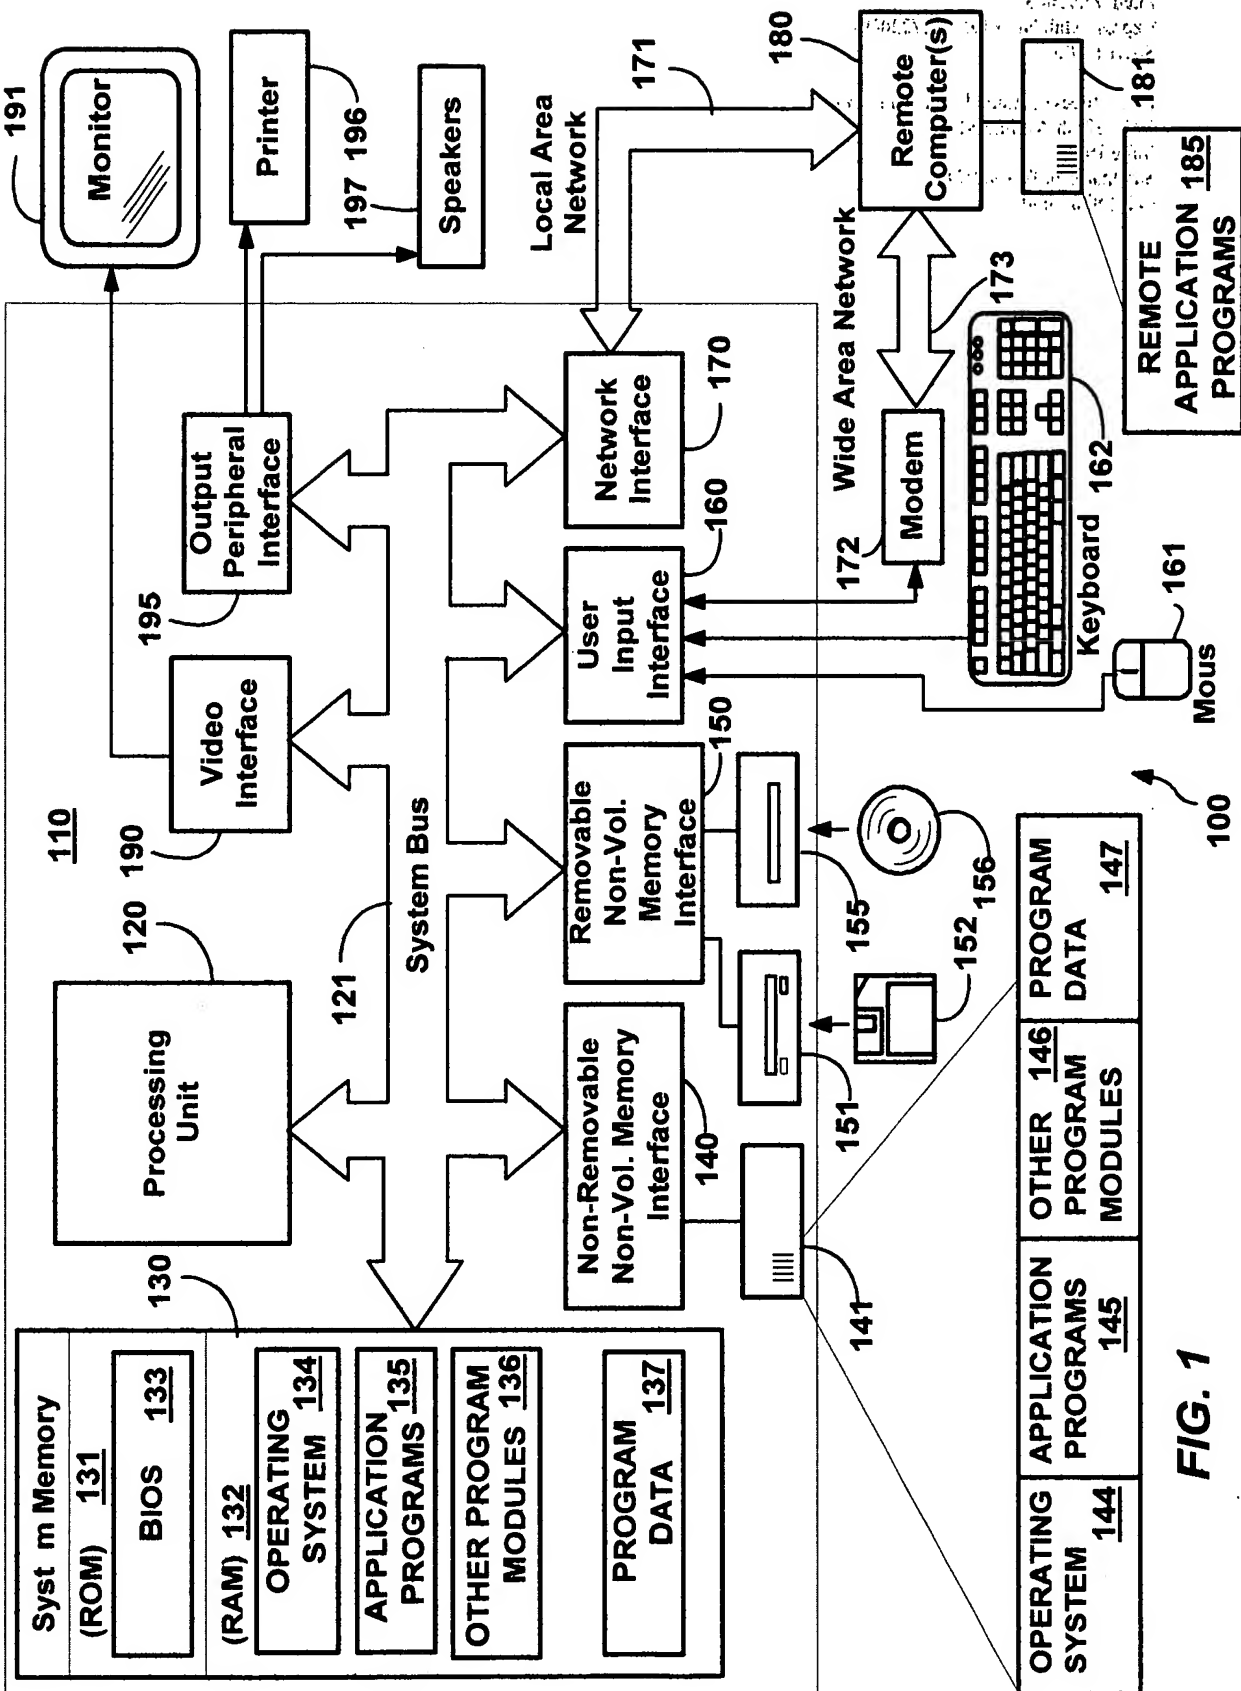 Syst m Memory
(ROM) 131
BIOS 133
(RAM) 132
OPERATING
SYSTEM 134
APPLICATION
PROGRAMS 135
OTHER PROGRAM
MODULES 136
PROGRAM
DATA 137
130
Processing
Unit
120
110
121
System Bus
190
Video
Interface
195
Output
Peripheral
Interface
191
Monitor
Printer
196
197
Speakers
Non-Removable
Non-Vol. Memory
Interface
140
Removable
Non-Vol.
Memory
Interface
150
User
Input
Interface
160
Network
Interface
170
Local Area
Network
171
180
Remote
Computer(s)
181
Wide Area Network
173
172
Modem
141
151
155
152
156
Keyboard
162
161
Mous
REMOTE
APPLICATION 185
PROGRAMS
OPERATING
SYSTEM 144
APPLICATION
PROGRAMS 145
OTHER 146
PROGRAM
MODULES
PROGRAM
DATA 147
100
FIG. 1